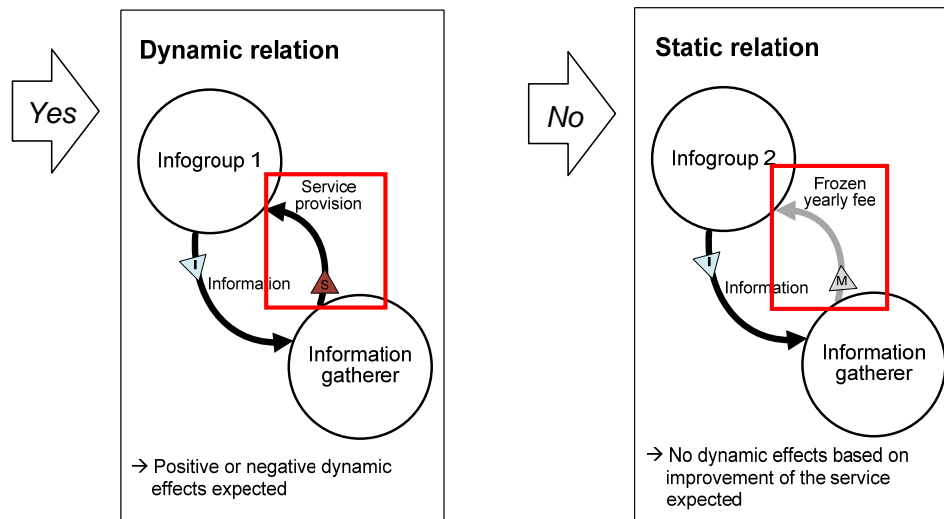 Yes
Dynamic relation
Infogroup 1
Service
provision
I
Information
S
Information
gatherer
→ Positive or negative dynamic
effects expected
No
Static relation
Infogroup 2
Frozen
yearly fee
I
Information
M
Information
gatherer
→ No dynamic effects based on
improvement of the service
expected